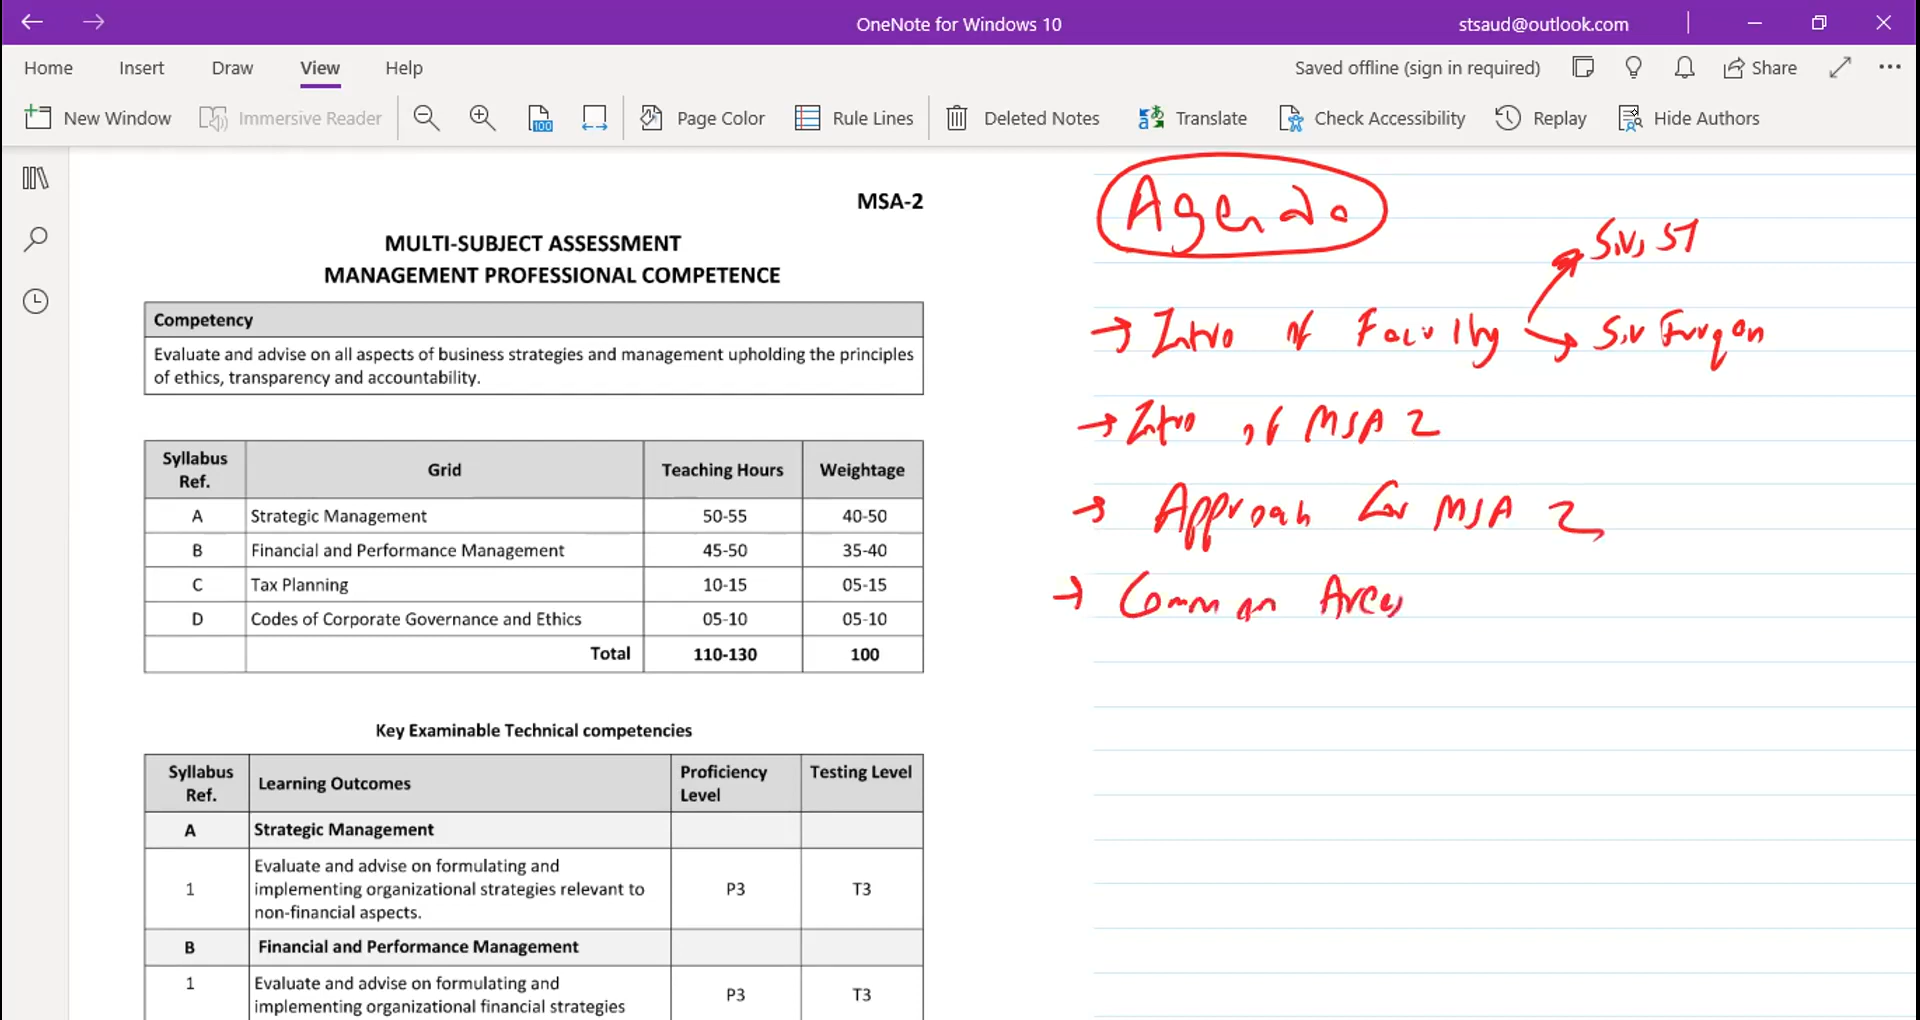 OneNote for Windows 10
stsaud@outlook.com
Home Insert Draw View Help
Saved offline (sign in required) Share
New Window Immersive Reader 100 Page Color Rule Lines Deleted Notes Translate Check Accessibility Replay Hide Authors
MSA-2
MULTI-SUBJECT ASSESSMENT
MANAGEMENT PROFESSIONAL COMPETENCE
Competency
Evaluate and advise on all aspects of business strategies and management upholding the principles
of ethics, transparency and accountability.
Syllabus Ref. Grid Teaching Hours Weightage
A Strategic Management 50-55 40-50
B Financial and Performance Management 45-50 35-40
C Tax Planning 10-15 05-15
D Codes of Corporate Governance and Ethics 05-10 05-10
Total 110-130 100
Key Examinable Technical competencies
Syllabus Ref. Learning Outcomes Proficiency Level Testing Level
A Strategic Management
1 Evaluate and advise on formulating and
implementing organizational strategies relevant to P3 T3
non-financial aspects.
B Financial and Performance Management
1 Evaluate and advise on formulating and
implementing organizational financial strategies P3 T3
Agenda
→ Intro of Faculty
Sir ST
Sir Furqan
→ Intro of MSA 2
→ Approach for MSA 2
→ Common Areas